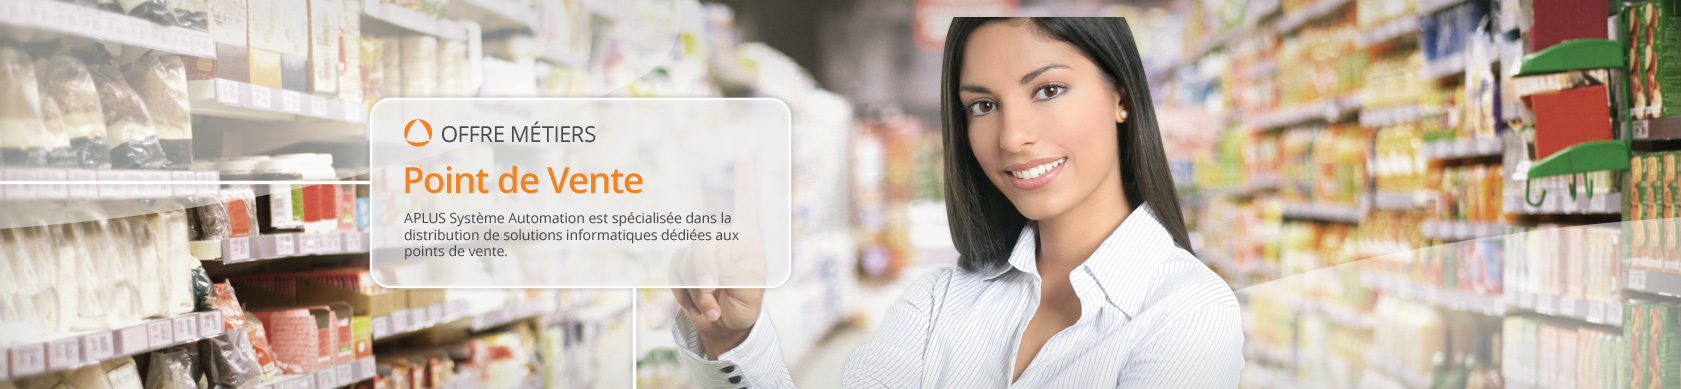 OFFRE MÉTIERS
Point de Vente
APLUS Système Automation est spécialisée dans la
distribution de solutions informatiques dédiées aux
points de vente.